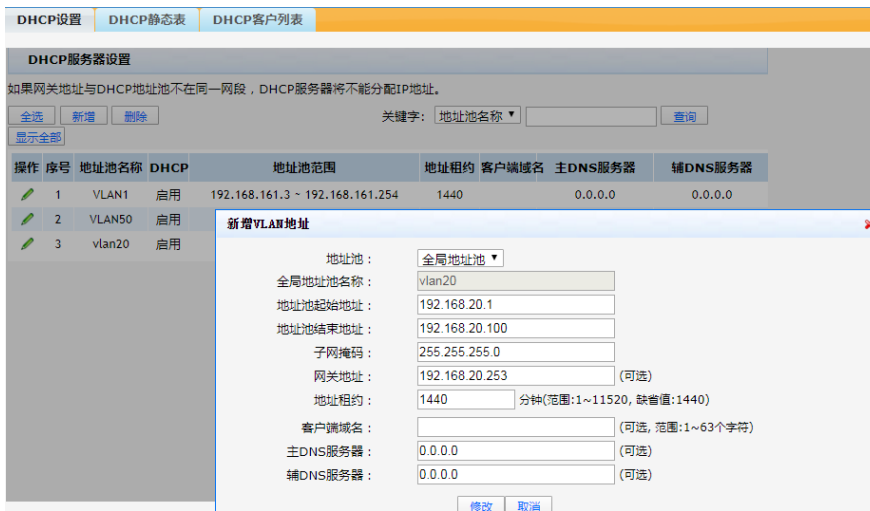 DHCP设置 DHCP静态表 DHCP客户列表
DHCP服务器设置
如果网关地址与DHCP地址池不在同一网段，DHCP服务器将不能分配IP地址。
全选 新增 删除 关键字: 地址池名称 查询
显示全部
操作 序号 地址池名称 DHCP 地址池范围 地址租约 客户端域名 主DNS服务器 辅DNS服务器
1 VLAN1 启用 192.168.161.3 ~ 192.168.161.254 1440 0.0.0.0 0.0.0.0
2 VLAN50 启用
3 vlan20 启用
新增VLAN地址
地址池： 全局地址池
全局地址池名称： vlan20
地址池起始地址： 192.168.20.1
地址池结束地址： 192.168.20.100
子网掩码： 255.255.255.0
网关地址： 192.168.20.253 (可选)
地址租约： 1440 分钟(范围:1~11520, 缺省值:1440)
客户端域名： (可选, 范围:1~63个字符)
主DNS服务器： 0.0.0.0 (可选)
辅DNS服务器： 0.0.0.0 (可选)
修改 取消